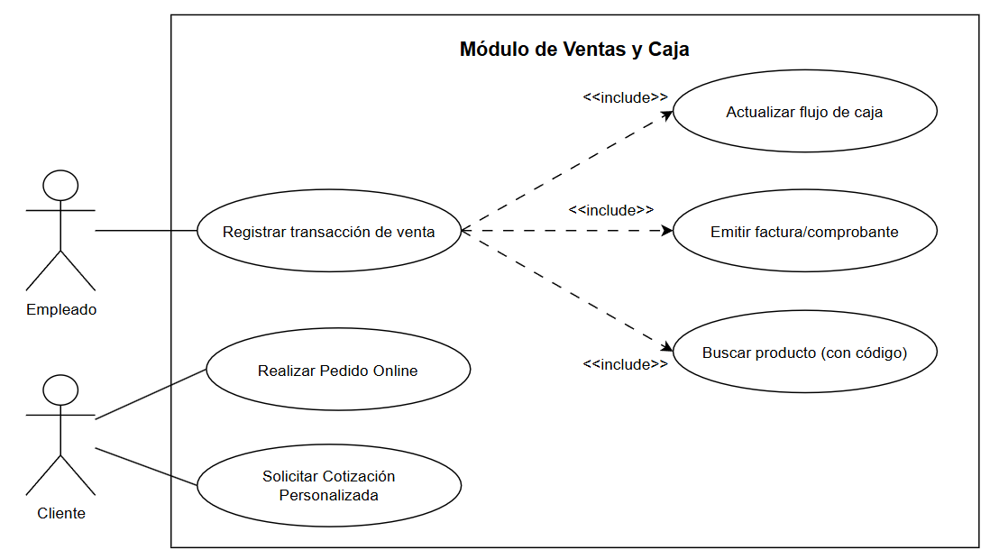 Módulo de Ventas y Caja
<<include>>
Actualizar flujo de caja
<<include>>
Registrar transacción de venta
Emitir factura/comprobante
Empleado
Buscar producto (con código)
<<include>>
Realizar Pedido Online
Solicitar Cotización
Personalizada
Cliente